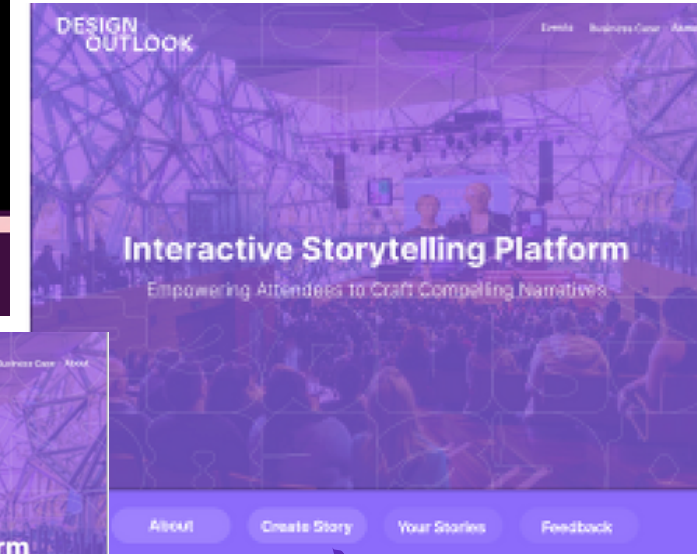 DESIGN
OUTLOOK
Events Business Case About
Interactive Storytelling Platform
Empowering Attendees to Craft Compelling Narratives
Business Case About
rm
About Create Story Your Stories Feedback